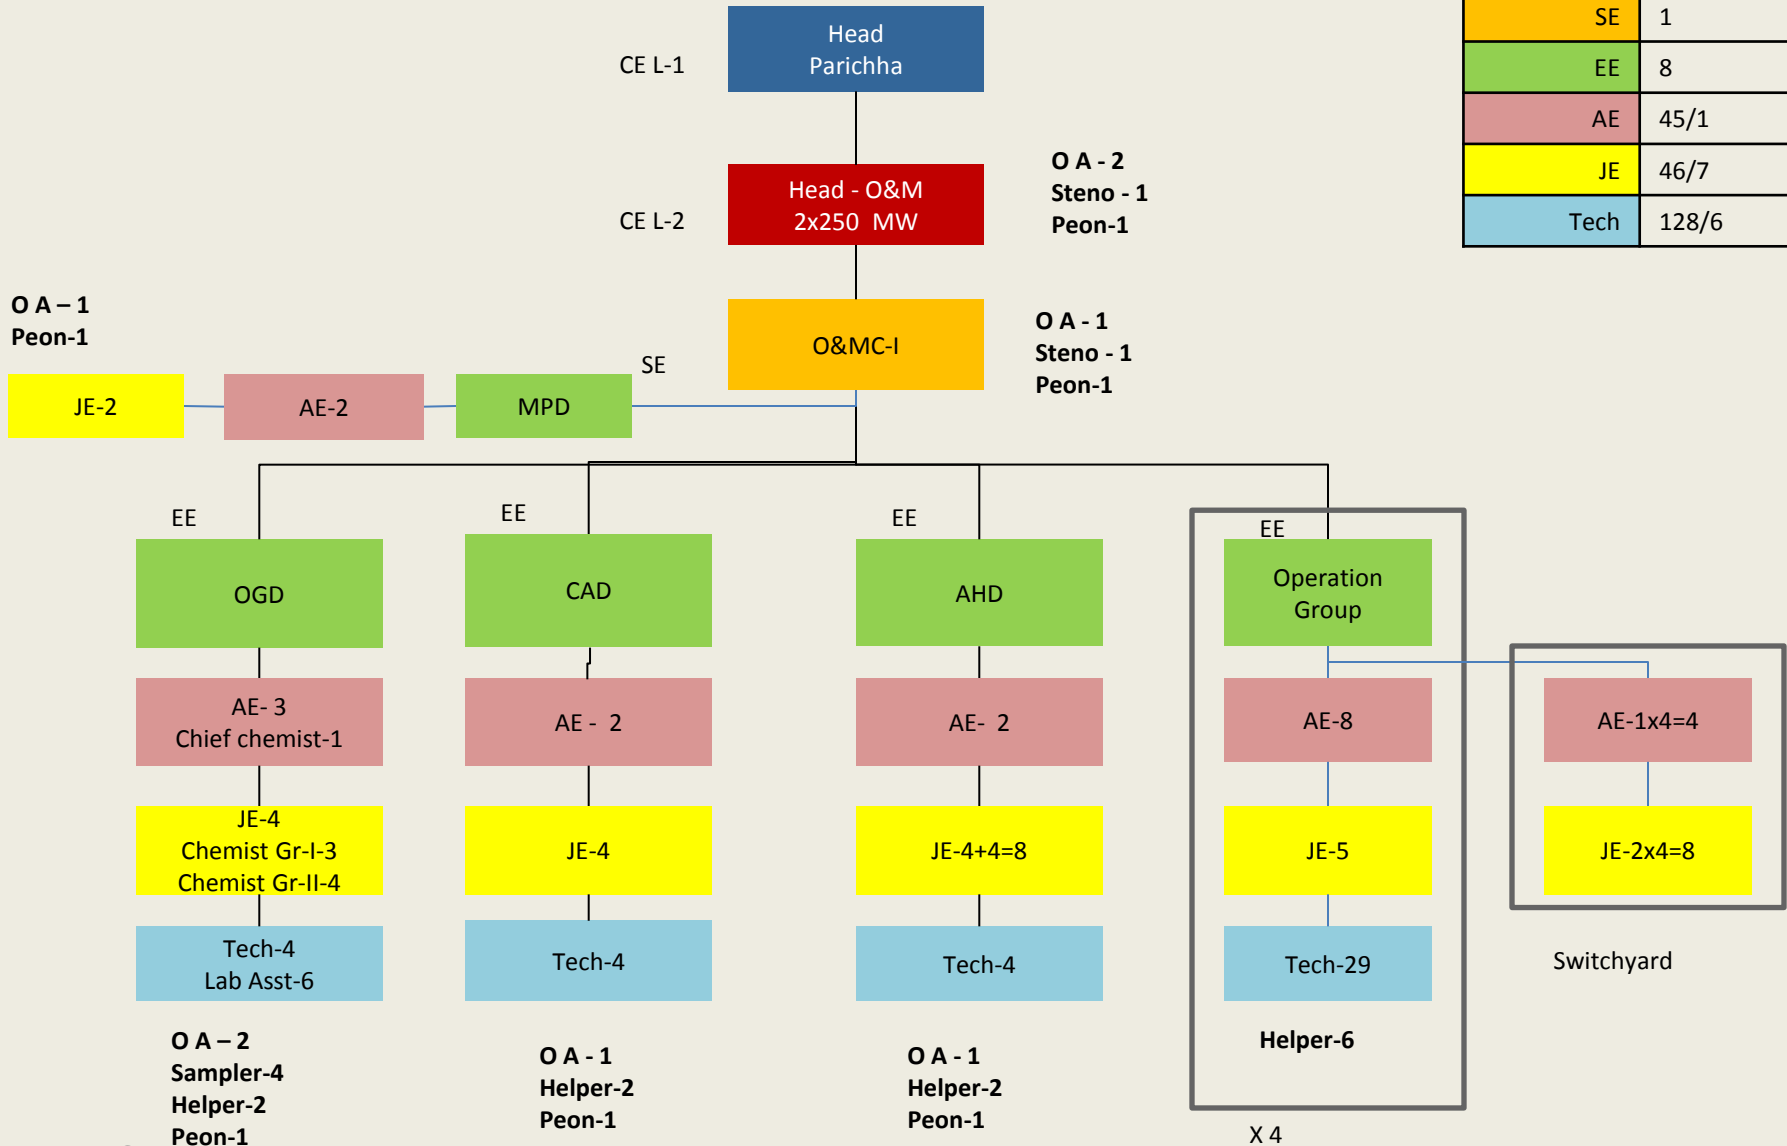 Head
Parichha
CE L-1
SE 1
EE 8
AE 45/1
JE 46/7
Tech 128/6
Head - O&M
2x250 MW
CE L-2
O A - 2
Steno - 1
Peon-1
O A – 1
Peon-1
O&MC-I
O A - 1
Steno - 1
Peon-1
SE
JE-2
AE-2
MPD
EE
EE
EE
EE
OGD
CAD
AHD
Operation
Group
AE- 3
Chief chemist-1
AE - 2
AE- 2
AE-8
AE-1x4=4
JE-4
Chemist Gr-I-3
Chemist Gr-II-4
JE-4
JE-4+4=8
JE-5
JE-2x4=8
Tech-4
Lab Asst-6
Tech-4
Tech-4
Tech-29
Switchyard
O A – 2
Sampler-4
Helper-2
Peon-1
O A - 1
Helper-2
Peon-1
O A - 1
Helper-2
Peon-1
Helper-6
X 4